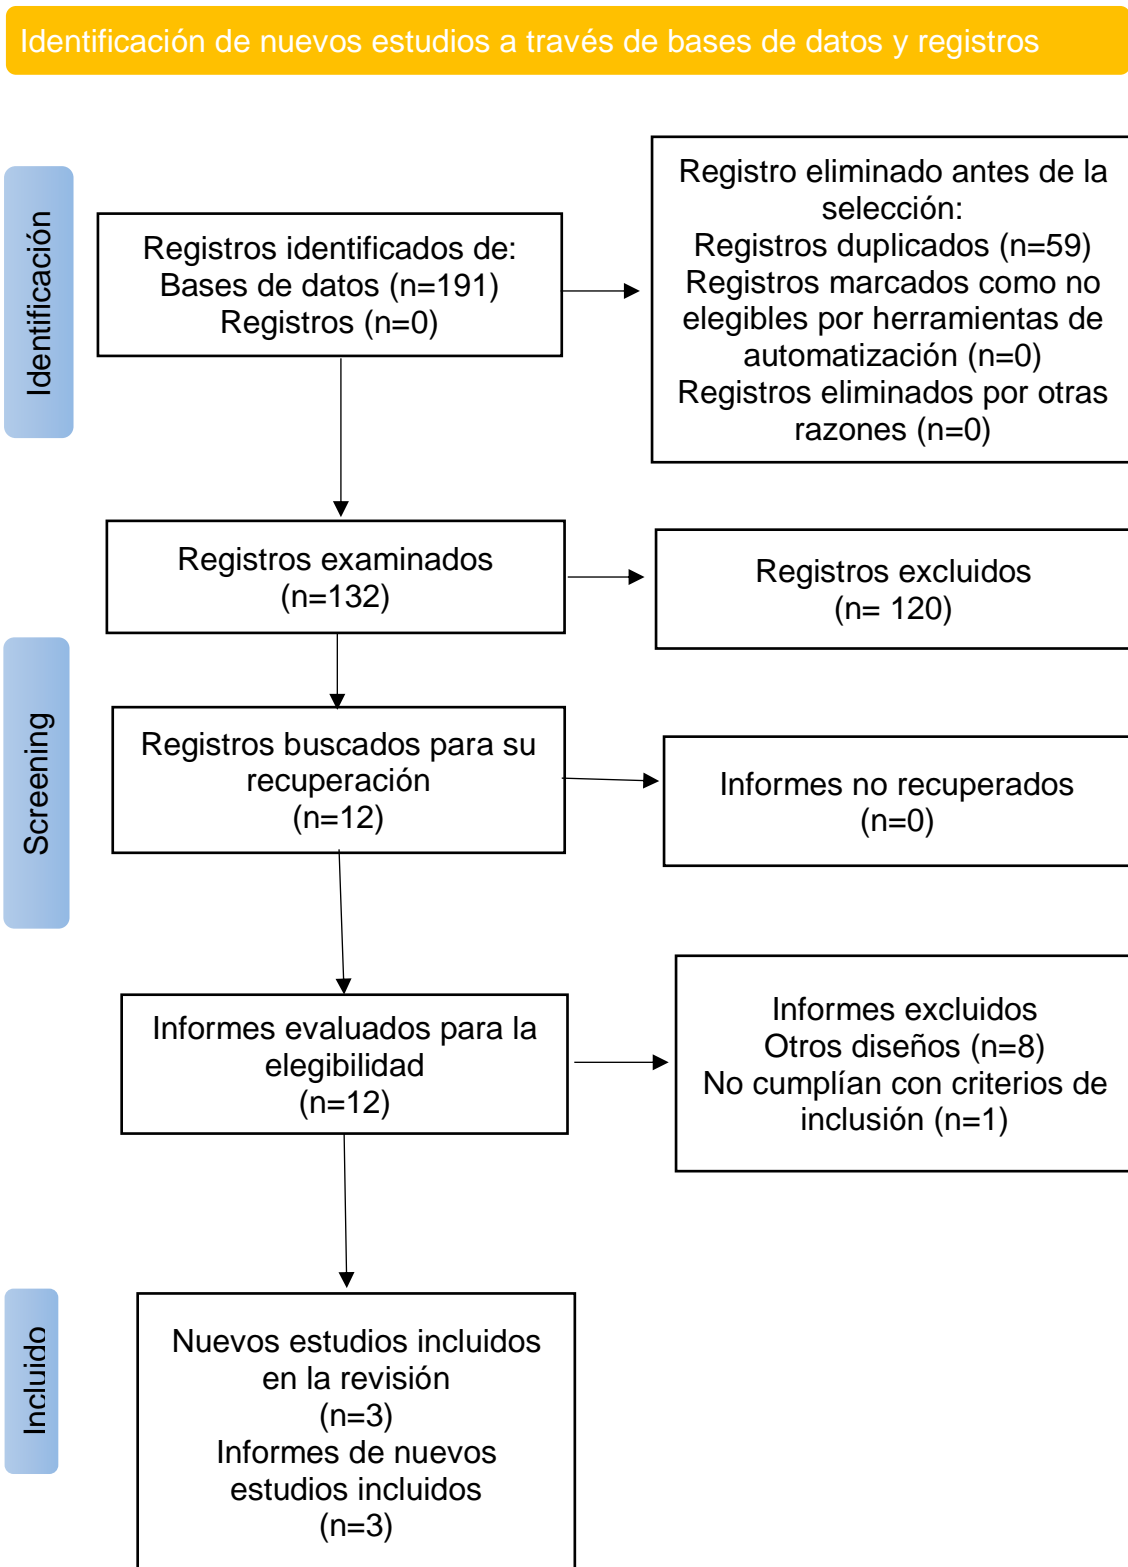 Identificación de nuevos estudios a través de bases de datos y registros
Identificación
Registros identificados de:
Bases de datos (n=191)
Registros (n=0)
Registro eliminado antes de la
selección:
Registros duplicados (n=59)
Registros marcados como no
elegibles por herramientas de
automatización (n=0)
Registros eliminados por otras
razones (n=0)
Screening
Registros examinados
(n=132)
Registros excluidos
(n= 120)
Registros buscados para su
recuperación
(n=12)
Informes no recuperados
(n=0)
Informes evaluados para la
elegibilidad
(n=12)
Informes excluidos
Otros diseños (n=8)
No cumplían con criterios de
inclusión (n=1)
Incluido
Nuevos estudios incluidos
en la revisión
(n=3)
Informes de nuevos
estudios incluidos
(n=3)